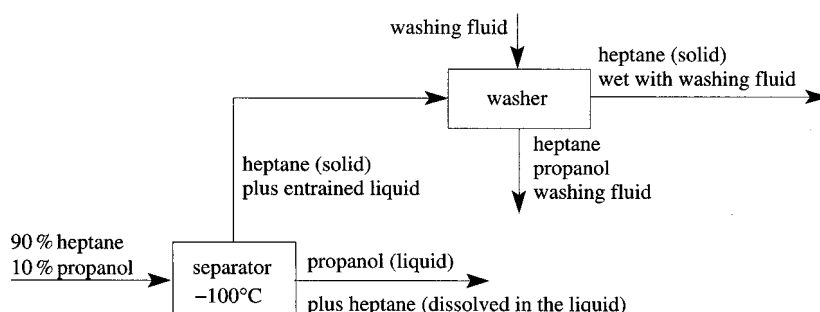 washing fluid
heptane (solid)
wet with washing fluid
washer
heptane
propanol
washing fluid
heptane (solid)
plus entrained liquid
90 % heptane
10 % propanol
separator
−100°C
propanol (liquid)
plus heptane (dissolved in the liquid)